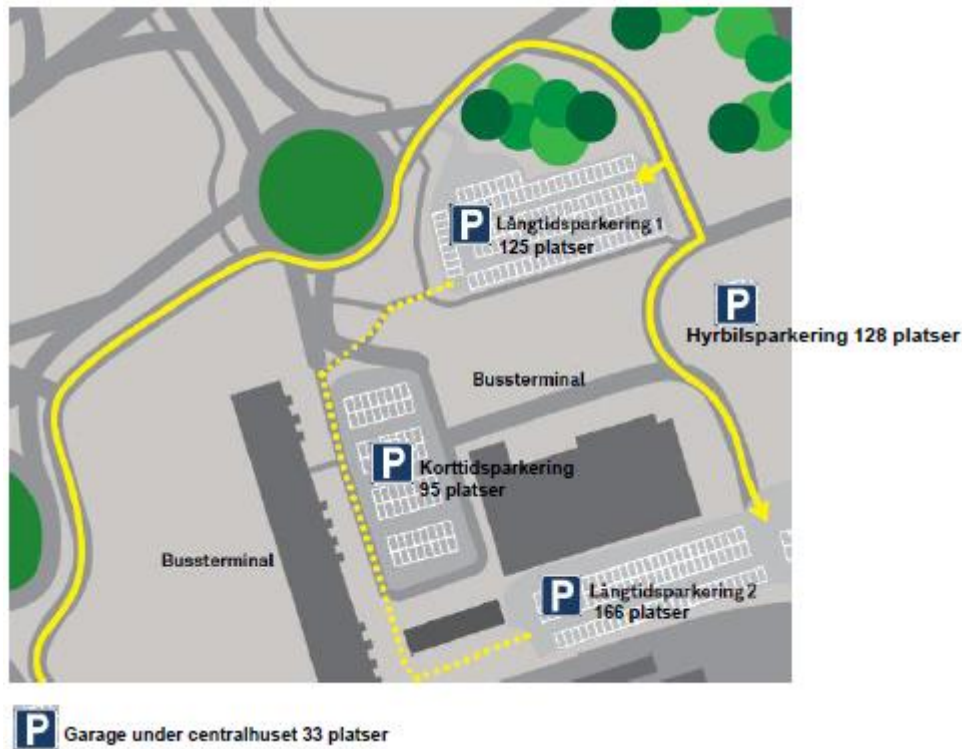 P Långtidsparkering 1
125 platser
P
Hyrbilsparkering 128 platser
Bussterminal
P Korttidsparkering
95 platser
Bussterminal
P Långtidsparkering 2
166 platser
P Garage under centralhuset 33 platser